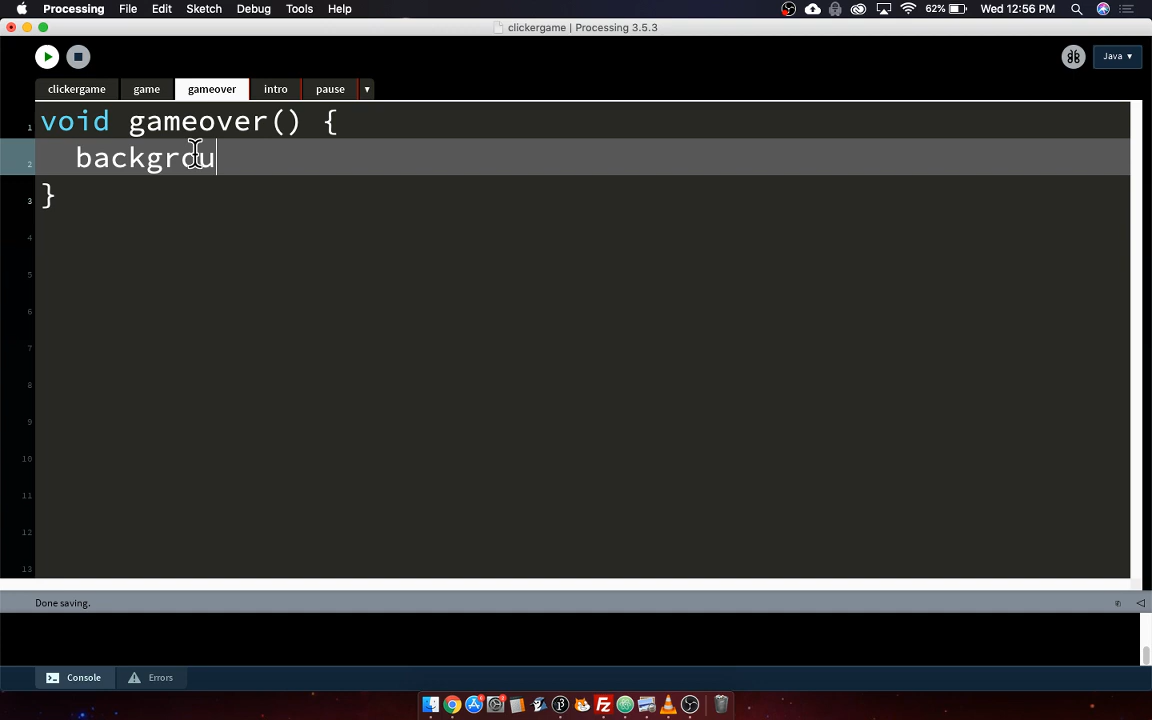 Processing File Edit Sketch Debug Tools Help 62% Wed 12:56 PM
clickergame | Processing 3.5.3
Java ▾
clickergame game gameover intro pause ▾
1 void gameover() {
2 backgrou
3 }
4
5
6
7
8
9
10
11
12
13
Done saving.
Console Errors